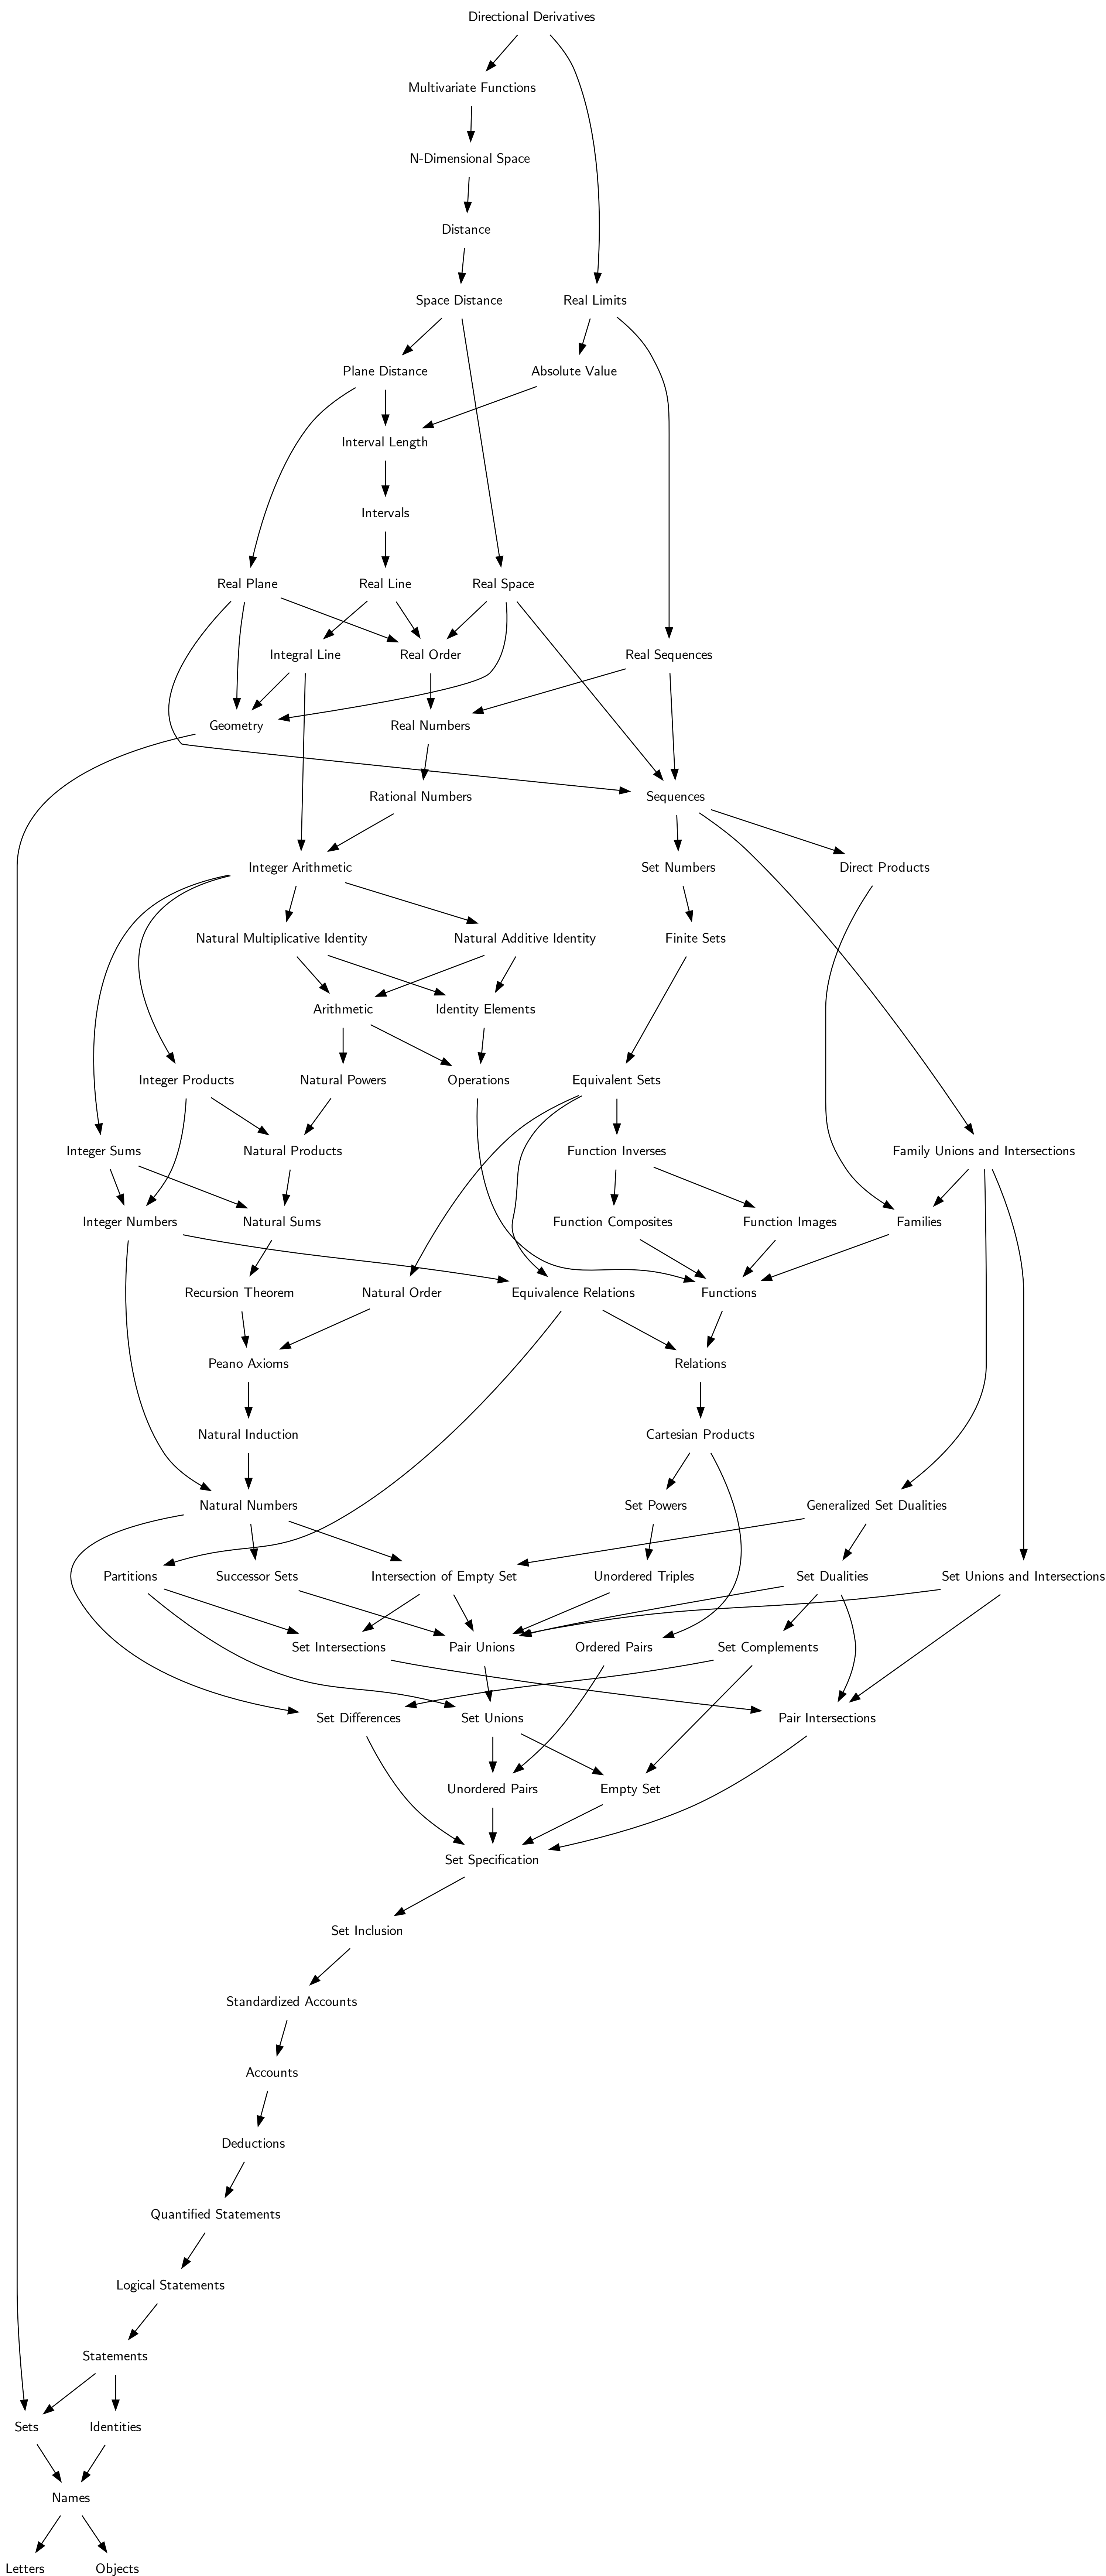 Directional Derivatives
Multivariate Functions
N-Dimensional Space
Distance
Space Distance
Real Limits
Plane Distance
Absolute Value
Interval Length
Intervals
Real Plane
Real Line
Real Space
Integral Line
Real Order
Real Sequences
Geometry
Real Numbers
Rational Numbers
Sequences
Integer Arithmetic
Set Numbers
Direct Products
Natural Multiplicative Identity
Natural Additive Identity
Finite Sets
Arithmetic
Identity Elements
Integer Products
Natural Powers
Operations
Equivalent Sets
Integer Sums
Natural Products
Function Inverses
Family Unions and Intersections
Integer Numbers
Natural Sums
Function Composites
Function Images
Families
Recursion Theorem
Natural Order
Equivalence Relations
Functions
Peano Axioms
Relations
Natural Induction
Cartesian Products
Natural Numbers
Set Powers
Generalized Set Dualities
Partitions
Successor Sets
Intersection of Empty Set
Unordered Triples
Set Dualities
Set Unions and Intersections
Set Intersections
Pair Unions
Ordered Pairs
Set Complements
Set Differences
Set Unions
Pair Intersections
Unordered Pairs
Empty Set
Set Specification
Set Inclusion
Standardized Accounts
Accounts
Deductions
Quantified Statements
Logical Statements
Statements
Sets
Identities
Names
Letters
Objects